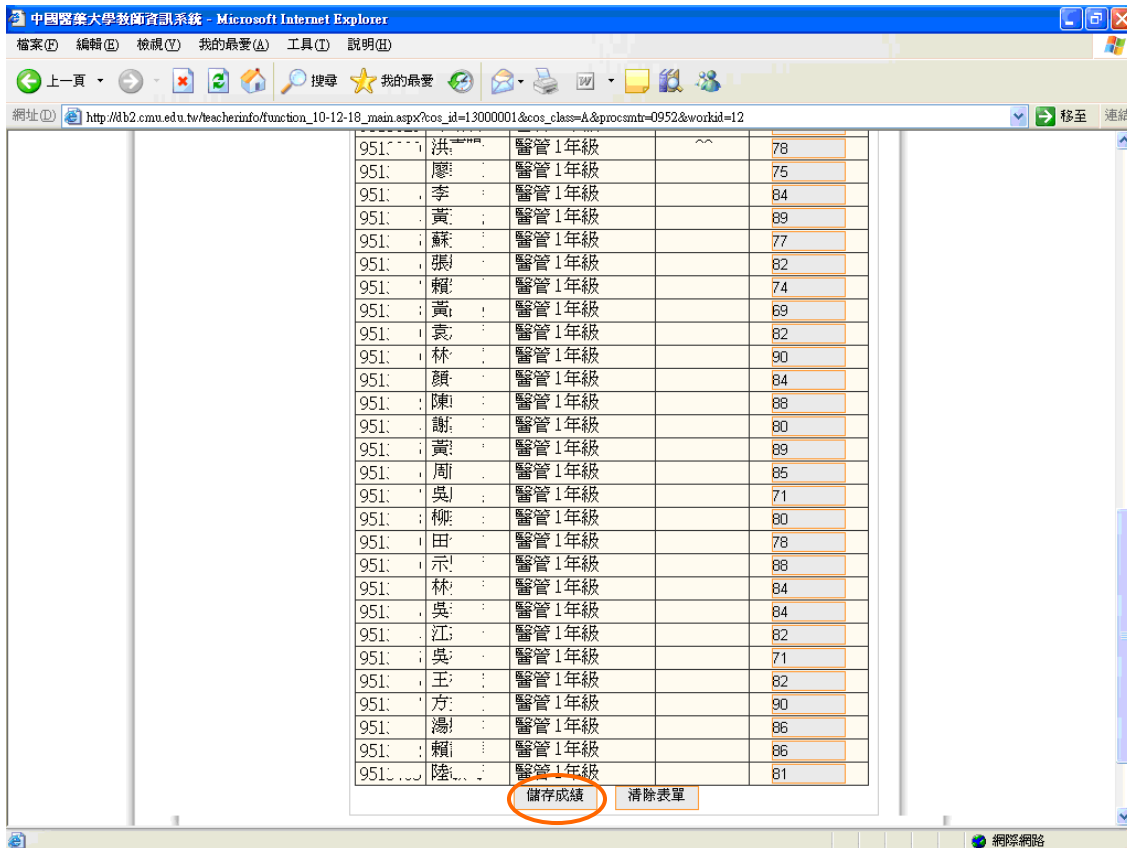 中國醫藥大學教師資訊系統 - Microsoft Internet Explorer
檔案(F) 編輯(E) 檢視(V) 我的最愛(A) 工具(T) 說明(H)
上一頁 搜尋 我的最愛
網址(D) http://db2.cmu.edu.tw/teacherinfo/function_10-12-18_main.aspx?cos_id=13000001&cos_class=A&procsmtr=0952&workid=12 移至 連結
951 洪 醫管1年級 78
951 廖 醫管1年級 75
951 李 醫管1年級 84
951 黃 醫管1年級 89
951 蘇 醫管1年級 77
951 張 醫管1年級 82
951 賴 醫管1年級 74
951 黃 醫管1年級 69
951 袁 醫管1年級 82
951 林 醫管1年級 90
951 顏 醫管1年級 84
951 陳 醫管1年級 88
951 謝 醫管1年級 80
951 黃 醫管1年級 89
951 周 醫管1年級 85
951 吳 醫管1年級 71
951 柳 醫管1年級 80
951 田 醫管1年級 78
951 示 醫管1年級 88
951 林 醫管1年級 84
951 吳 醫管1年級 84
951 江 醫管1年級 82
951 吳 醫管1年級 71
951 王 醫管1年級 82
951 方 醫管1年級 90
951 湯 醫管1年級 86
951 賴 醫管1年級 86
951 陸 醫管1年級 81
儲存成績 清除表單
網際網路